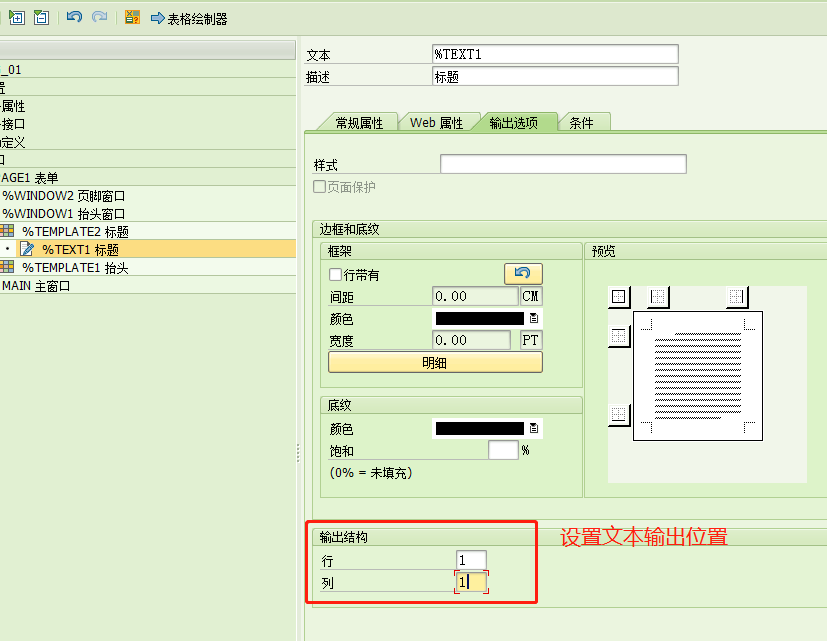 表格绘制器
_01
置
属性
接口
定义
口
AGE1 表单
%WINDOW2 页脚窗口
%WINDOW1 抬头窗口
%TEMPLATE2 标题
%TEXT1 标题
%TEMPLATE1 抬头
MAIN 主窗口
文本 %TEXT1
描述 标题
常规属性 Web 属性 输出选项 条件
样式
页面保护
边框和底纹
框架 预览
行带有
间距 0.00 CM
颜色
宽度 0.00 PT
明细
底纹
颜色
饱和 %
(0% = 未填充)
输出结构 设置文本输出位置
行 1
列 1